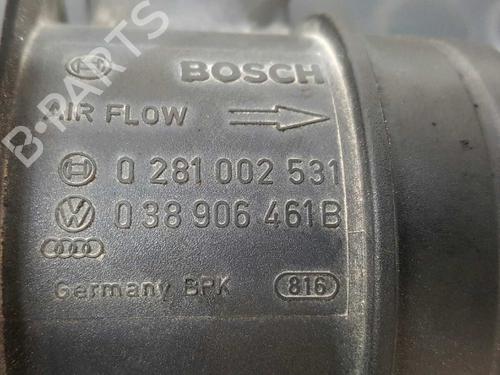 BOSCH
AIR FLOW
0 281 002 531
038 906 461B
Germany BPK 816
B-PARTS